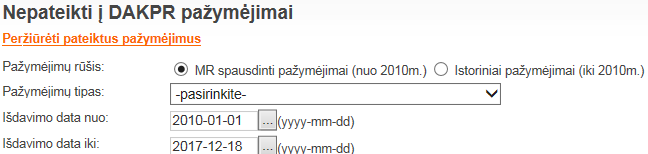 Nepateikti į DAKPR pažymėjimai
Peržiūrėti pateiktus pažymėjimus
Pažymėjimų rūšis: MR spausdinti pažymėjimai (nuo 2010m.) Istoriniai pažymėjimai (iki 2010m.)
Pažymėjimų tipas: -pasirinkite-
Išdavimo data nuo: 2010-01-01 ... (yyyy-mm-dd)
Išdavimo data iki: 2017-12-18 ... (yyyy-mm-dd)